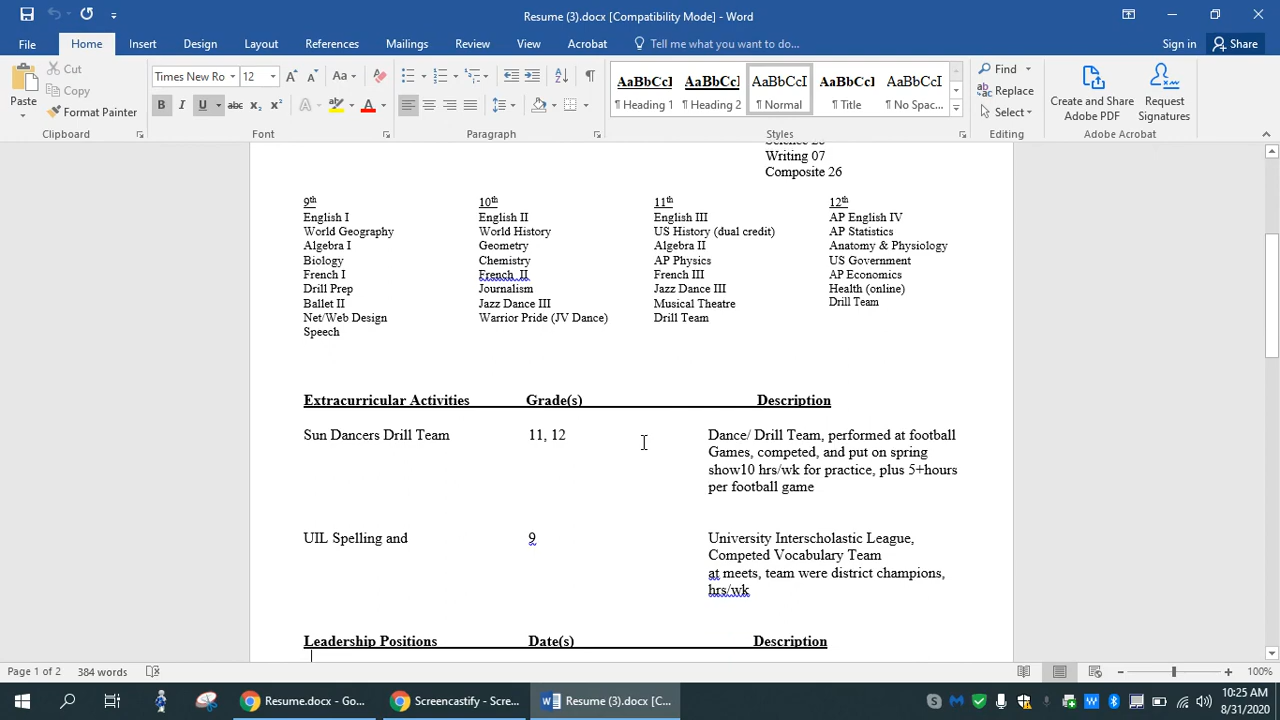 Resume (3).docx [Compatibility Mode] - Word
File Home Insert Design Layout References Mailings Review View Acrobat Tell me what you want to do... Sign in Share
Paste
Cut
Copy
Format Painter
Times New Ro 12
Aa
B I U abc X₂ X²
AaBbCcI AaBbCcI AaBbCcI AaBbCcI AaBbCcI
¶ Heading 1 ¶ Heading 2 ¶ Normal ¶ Title ¶ No Spac...
Find
Replace
Select
Create and Share Adobe PDF
Request Signatures
Clipboard Font Paragraph Styles Editing Adobe Acrobat
Writing 07
Composite 26
9th 10th 11th 12th
English I English II English III AP English IV
World Geography World History US History (dual credit) AP Statistics
Algebra I Geometry Algebra II Anatomy & Physiology
Biology Chemistry AP Physics US Government
French I French II French III AP Economics
Drill Prep Journalism Jazz Dance III Health (online)
Ballet II Jazz Dance III Musical Theatre Drill Team
Net/Web Design Warrior Pride (JV Dance) Drill Team
Speech
Extracurricular Activities Grade(s) Description
Sun Dancers Drill Team 11, 12 Dance/ Drill Team, performed at football
Games, competed, and put on spring
show10 hrs/wk for practice, plus 5+hours
per football game
UIL Spelling and 9 University Interscholastic League,
Competed Vocabulary Team
at meets, team were district champions,
hrs/wk
Leadership Positions Date(s) Description
Page 1 of 2 384 words 100%
Resume.docx - Go... Screencastify - Scre... Resume (3).docx [C...
10:25 AM
8/31/2020